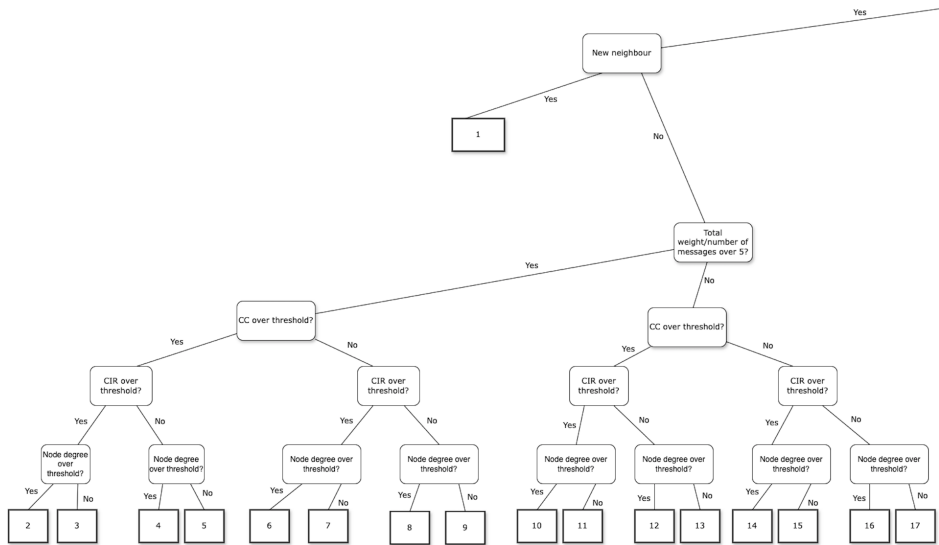 Yes
New neighbour
Yes
1
No
Total
weight/number of
messages over 5?
Yes
No
CC over threshold?
CC over threshold?
Yes
No
Yes
No
CIR over
threshold?
CIR over
threshold?
CIR over
threshold?
CIR over
threshold?
Yes
No
Yes
No
Yes
No
Yes
No
Node degree
over
threshold?
Node degree
over threshold?
Node degree over
threshold?
Node degree over
threshold?
Node degree over
threshold?
Node degree over
threshold?
Node degree over
threshold?
Node degree over
threshold?
Yes
No
Yes
No
Yes
No
Yes
No
Yes
No
Yes
No
Yes
No
Yes
No
2
3
4
5
6
7
8
9
10
11
12
13
14
15
16
17